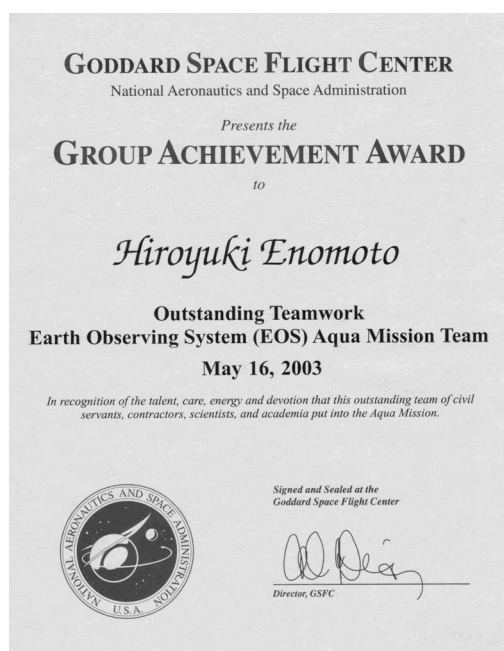 GODDARD SPACE FLIGHT CENTER
National Aeronautics and Space Administration
Presents the
GROUP ACHIEVEMENT AWARD
to
Hiroyuki Enomoto
Outstanding Teamwork
Earth Observing System (EOS) Aqua Mission Team
May 16, 2003
In recognition of the talent, care, energy and devotion that this outstanding team of civil
servants, contractors, scientists, and academia put into the Aqua Mission.
NATIONAL AERONAUTICS AND SPACE ADMINISTRATION
U.S.A.
Signed and Sealed at the
Goddard Space Flight Center
Director, GSFC